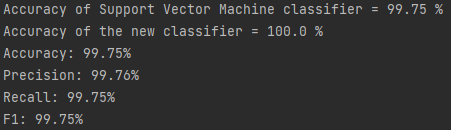 Accuracy of Support Vector Machine classifier = 99.75 %
Accuracy of the new classifier = 100.0 %
Accuracy: 99.75%
Precision: 99.76%
Recall: 99.75%
F1: 99.75%